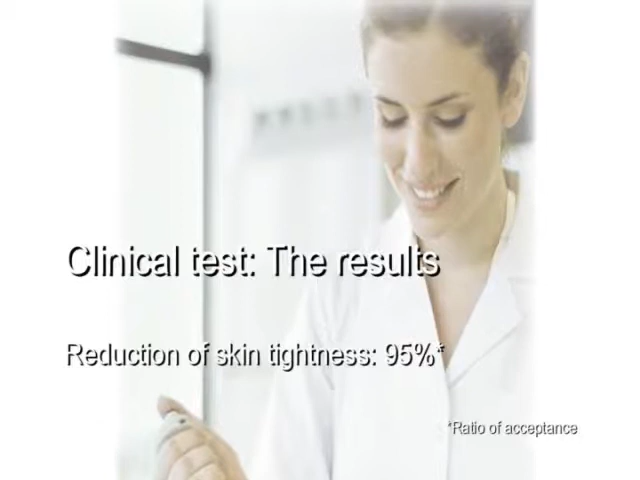 Clinical test: The results
Reduction of skin tightness: 95%*
*Ratio of acceptance